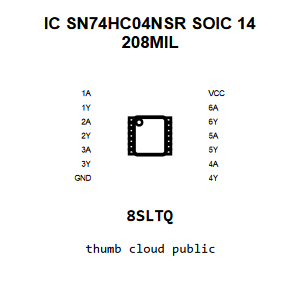 IC SN74HC04NSR SOIC 14
208MIL
1A VCC
1Y 6A
2A 6Y
2Y 5A
3A 5Y
3Y 4A
GND 4Y
8SLTQ
thumb cloud public